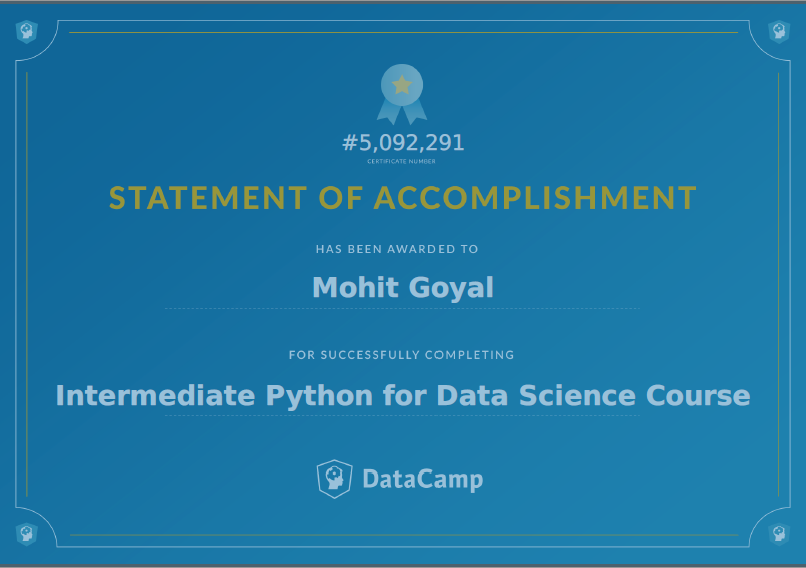 #5,092,291
CERTIFICATE NUMBER
STATEMENT OF ACCOMPLISHMENT
HAS BEEN AWARDED TO
Mohit Goyal
FOR SUCCESSFULLY COMPLETING
Intermediate Python for Data Science Course
DataCamp